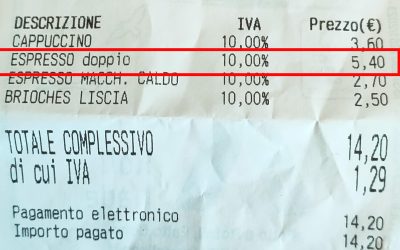 DESCRIZIONE IVA Prezzo(€)
CAPPUCCINO 10,00% 3,60
ESPRESSO doppio 10,00% 5,40
ESPRESSO MACCH. CALDO 10,00% 2,70
BRIOCHES LISCIA 10,00% 2,50
TOTALE COMPLESSIVO 14,20
di cui IVA 1,29
Pagamento elettronico 14,20
Importo pagato 14,20